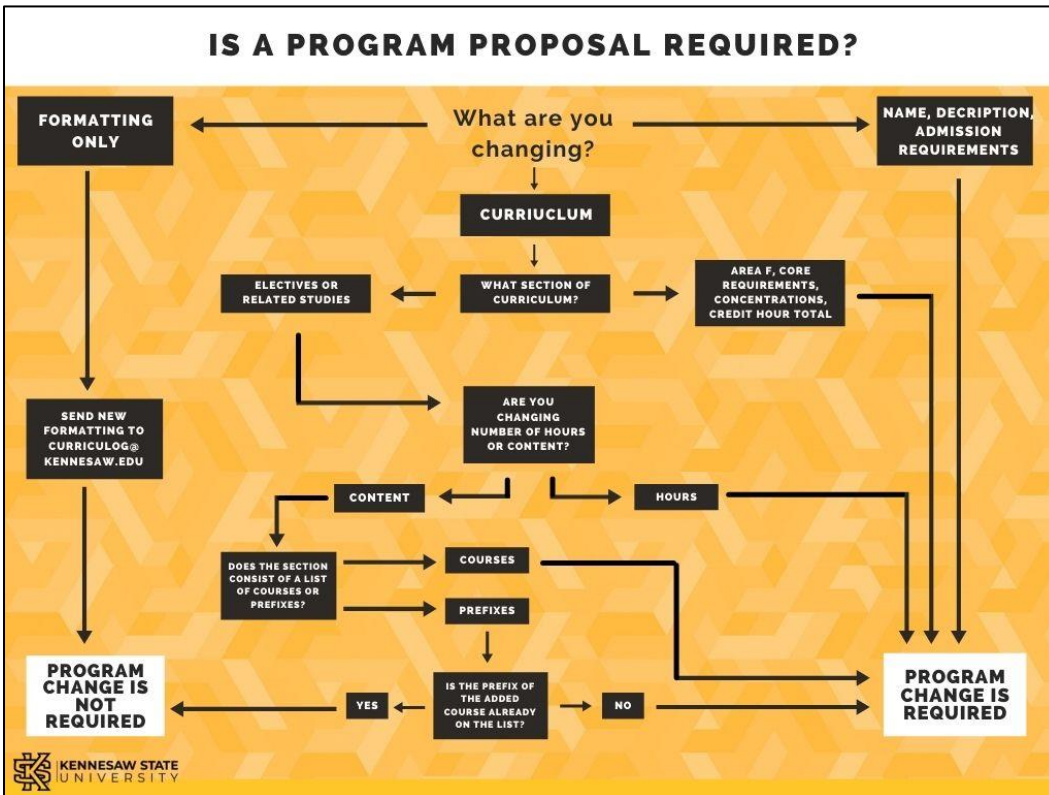 IS A PROGRAM PROPOSAL REQUIRED?
FORMATTING
ONLY
What are you
changing?
NAME, DECRIPTION,
ADMISSION
REQUIREMENTS
CURRIUCLUM
ELECTIVES OR
RELATED STUDIES
WHAT SECTION OF
CURRICULUM?
AREA F, CORE
REQUIREMENTS,
CONCENTRATIONS,
CREDIT HOUR TOTAL
SEND NEW
FORMATTING TO
CURRICULOG@
KENNESAW.EDU
ARE YOU
CHANGING
NUMBER OF HOURS
OR CONTENT?
CONTENT
HOURS
DOES THE SECTION
CONSIST OF A LIST
OF COURSES OR
PREFIXES?
COURSES
PREFIXES
PROGRAM
CHANGE IS
NOT
REQUIRED
YES
IS THE PREFIX OF
THE ADDED
COURSE ALREADY
ON THE LIST?
NO
PROGRAM
CHANGE IS
REQUIRED
KENNESAW STATE
UNIVERSITY